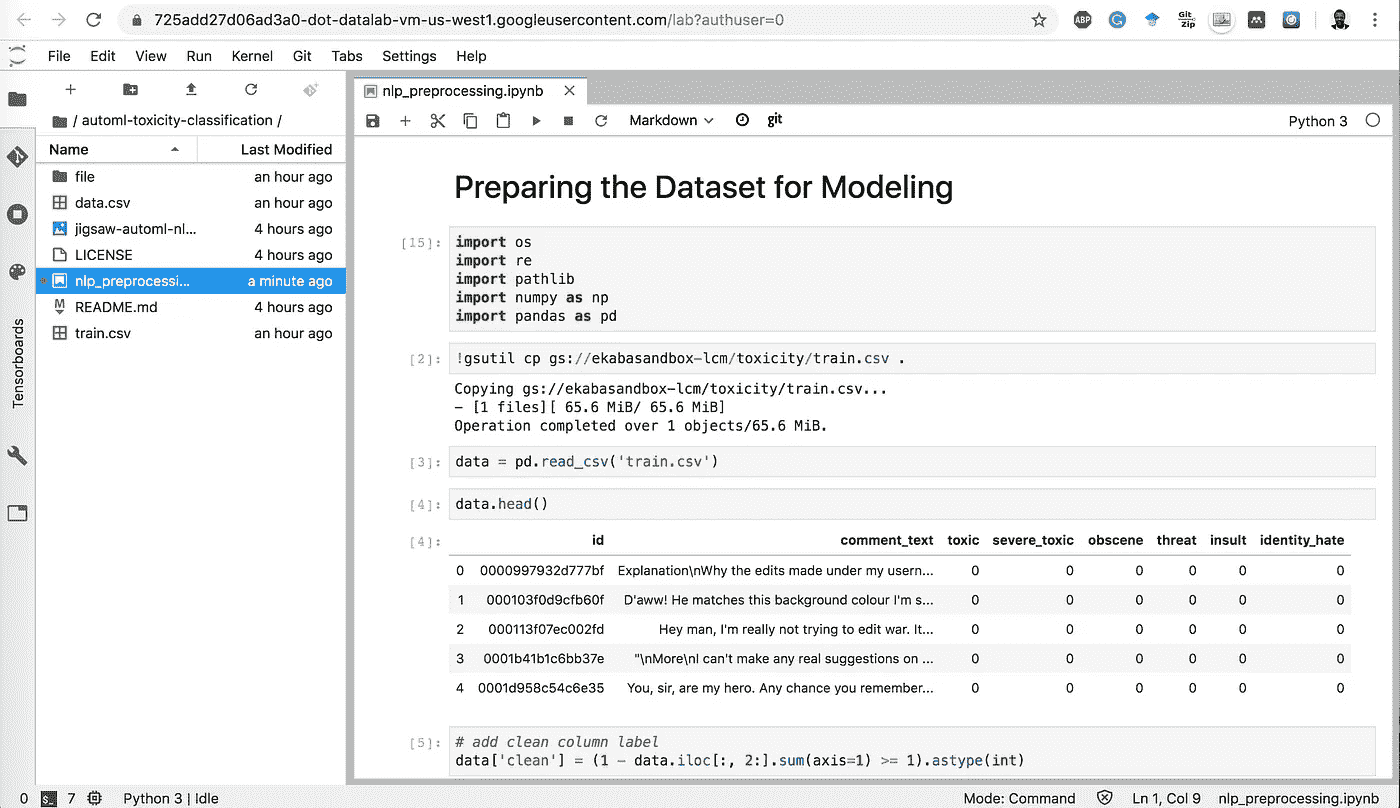 725add27d06ad3a0-dot-datalab-vm-us-west1.googleusercontent.com/lab?authuser=0
ABP
Git Zip
File Edit View Run Kernel Git Tabs Settings Help
nlp_preprocessing.ipynb
/ automl-toxicity-classification /
Markdown
git
Python 3
Name Last Modified
file an hour ago
data.csv an hour ago
jigsaw-automl-nl... 4 hours ago
LICENSE 4 hours ago
nlp_preprocessi... a minute ago
README.md 4 hours ago
train.csv an hour ago
Tensorboards
Preparing the Dataset for Modeling
[15]: import os
import re
import pathlib
import numpy as np
import pandas as pd
[2]: !gsutil cp gs://ekabasandbox-lcm/toxicity/train.csv .
Copying gs://ekabasandbox-lcm/toxicity/train.csv...
- [1 files][ 65.6 MiB/ 65.6 MiB]
Operation completed over 1 objects/65.6 MiB.
[3]: data = pd.read_csv('train.csv')
[4]: data.head()
[4]: id comment_text toxic severe_toxic obscene threat insult identity_hate
0 0000997932d777bf Explanation\nWhy the edits made under my usern... 0 0 0 0 0 0
1 000103f0d9cfb60f D'aww! He matches this background colour I'm s... 0 0 0 0 0 0
2 000113f07ec002fd Hey man, I'm really not trying to edit war. It... 0 0 0 0 0 0
3 0001b41b1c6bb37e "\nMore\nI can't make any real suggestions on ... 0 0 0 0 0 0
4 0001d958c54c6e35 You, sir, are my hero. Any chance you remember... 0 0 0 0 0 0
[5]: # add clean column label
data['clean'] = (1 - data.iloc[:, 2:].sum(axis=1) >= 1).astype(int)
0 7 Python 3 | Idle Mode: Command Ln 1, Col 9 nlp_preprocessing.ipynb